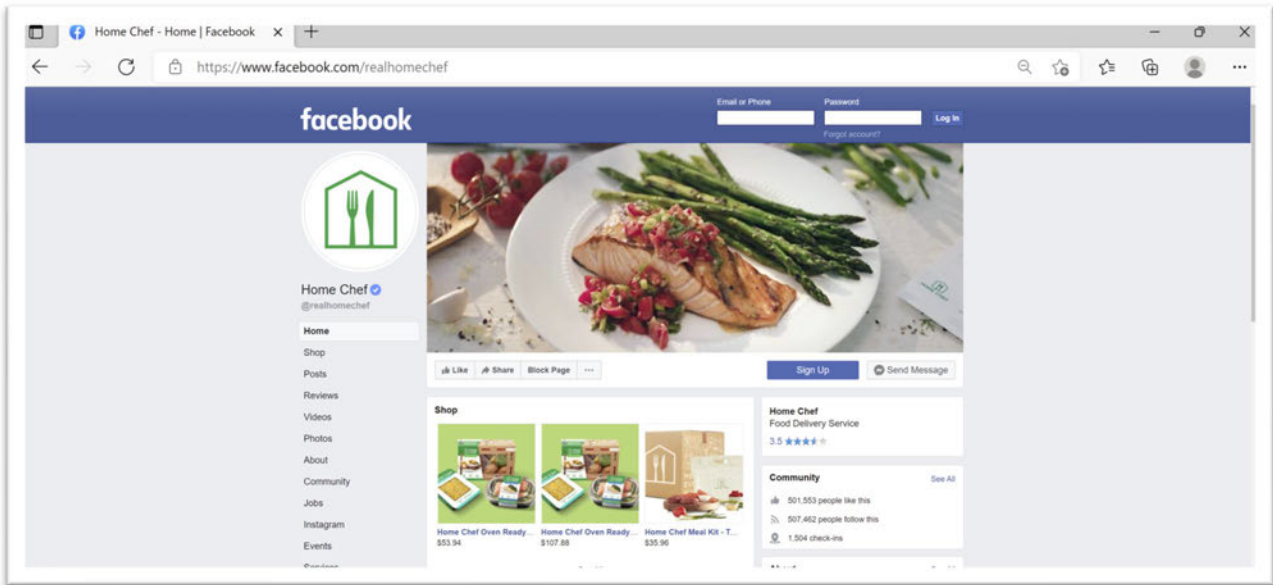 Home Chef - Home | Facebook
https://www.facebook.com/realhomechef
facebook
Email or Phone
Password
Log In
Forgot account?
HOME CHEF
Home Chef
@realhomechef
Home
Shop
Posts
Reviews
Videos
Photos
About
Community
Jobs
Instagram
Events
Services
Like
Share
Block Page
Sign Up
Send Message
Shop
Home Chef Oven Ready...
$53.94
Home Chef Oven Ready...
$107.88
Home Chef Meal Kit - T...
$35.96
Home Chef
Food Delivery Service
3.5
Community
See All
501,553 people like this
507,462 people follow this
1,504 check-ins